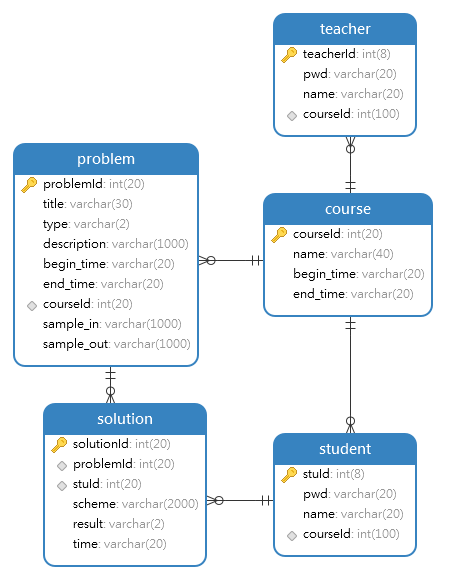 teacher
teacherId: int(8)
pwd: varchar(20)
name: varchar(20)
courseId: int(100)
problem
problemId: int(20)
title: varchar(30)
type: varchar(2)
description: varchar(1000)
begin_time: varchar(20)
end_time: varchar(20)
courseId: int(20)
sample_in: varchar(1000)
sample_out: varchar(1000)
course
courseId: int(20)
name: varchar(40)
begin_time: varchar(20)
end_time: varchar(20)
solution
solutionId: int(20)
problemId: int(20)
stuId: int(20)
scheme: varchar(2000)
result: varchar(2)
time: varchar(20)
student
stuId: int(8)
pwd: varchar(20)
name: varchar(20)
courseId: int(100)